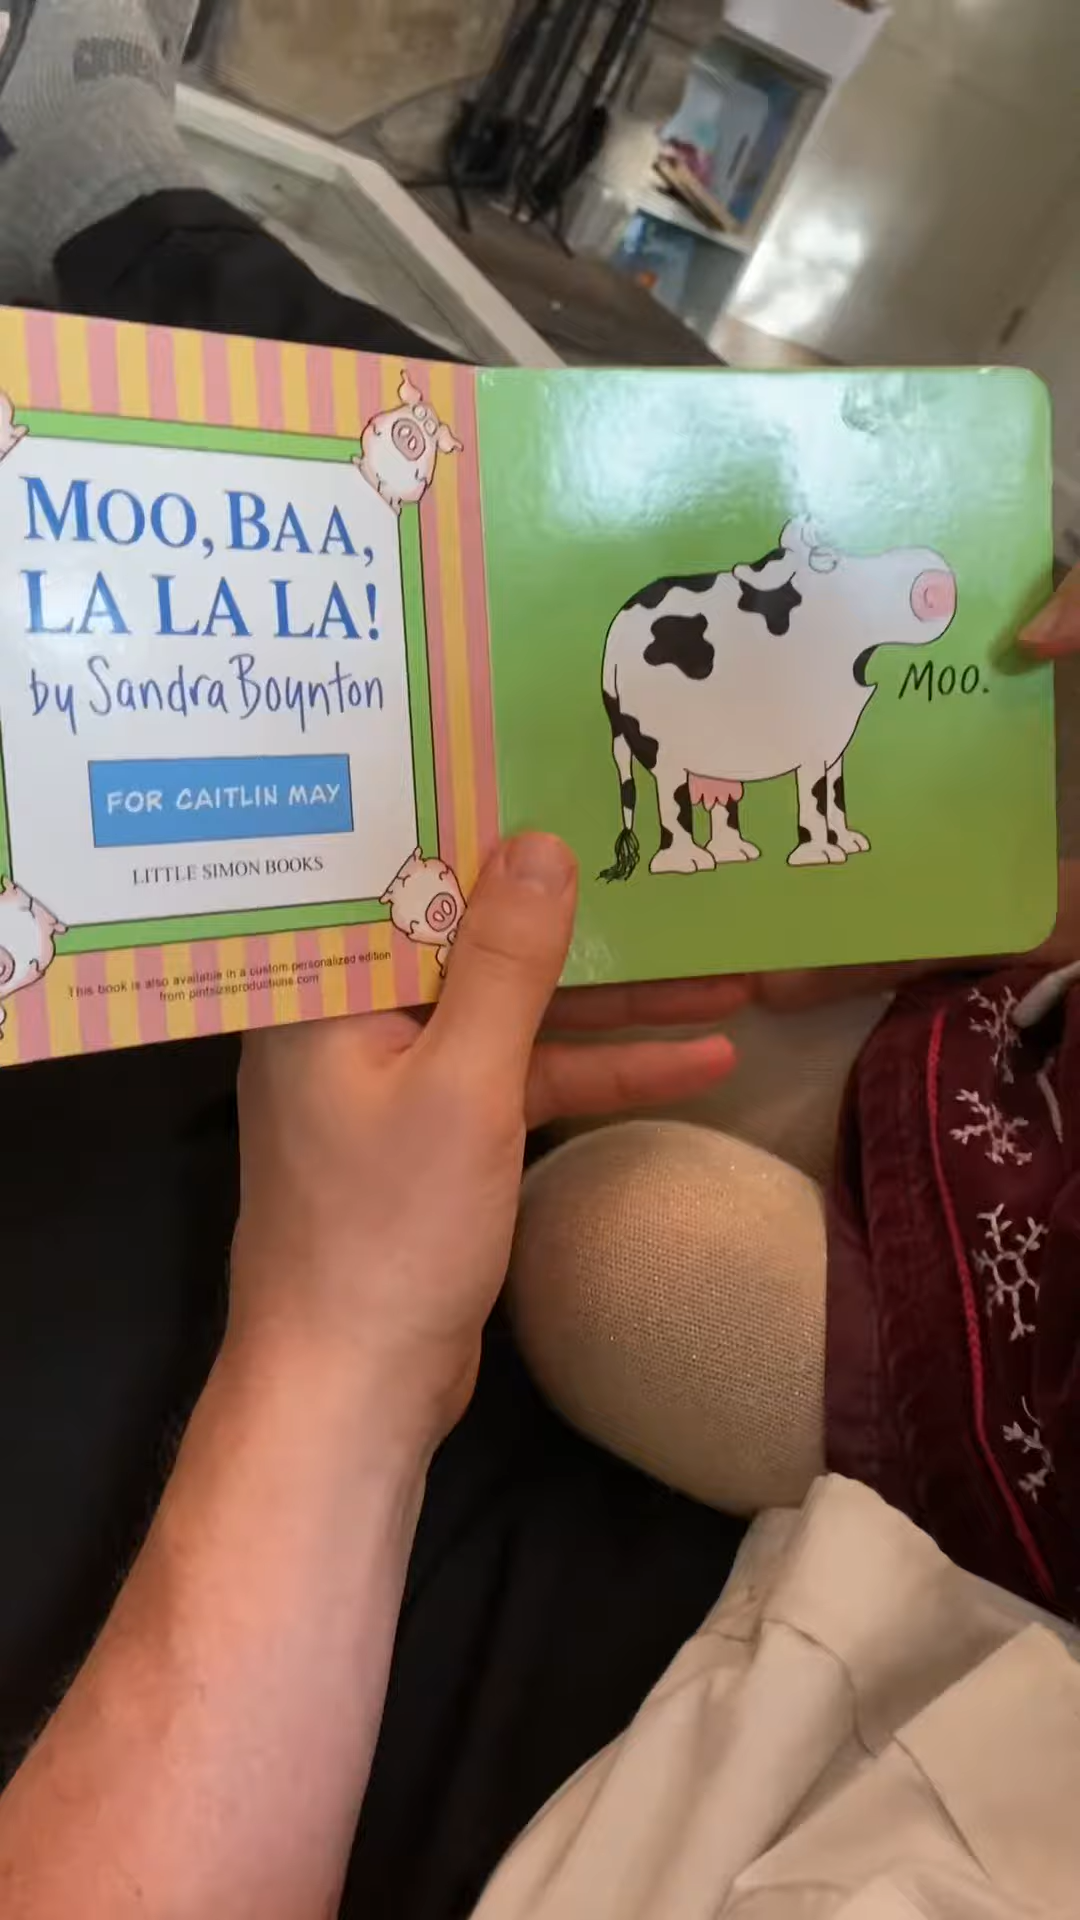 MOO, BAA,
LA LA LA!
by Sandra Boynton
FOR CAITLIN MAY
LITTLE SIMON BOOKS
This book is also available in a custom personalized edition
from pintsizeproductions.com
MOO.